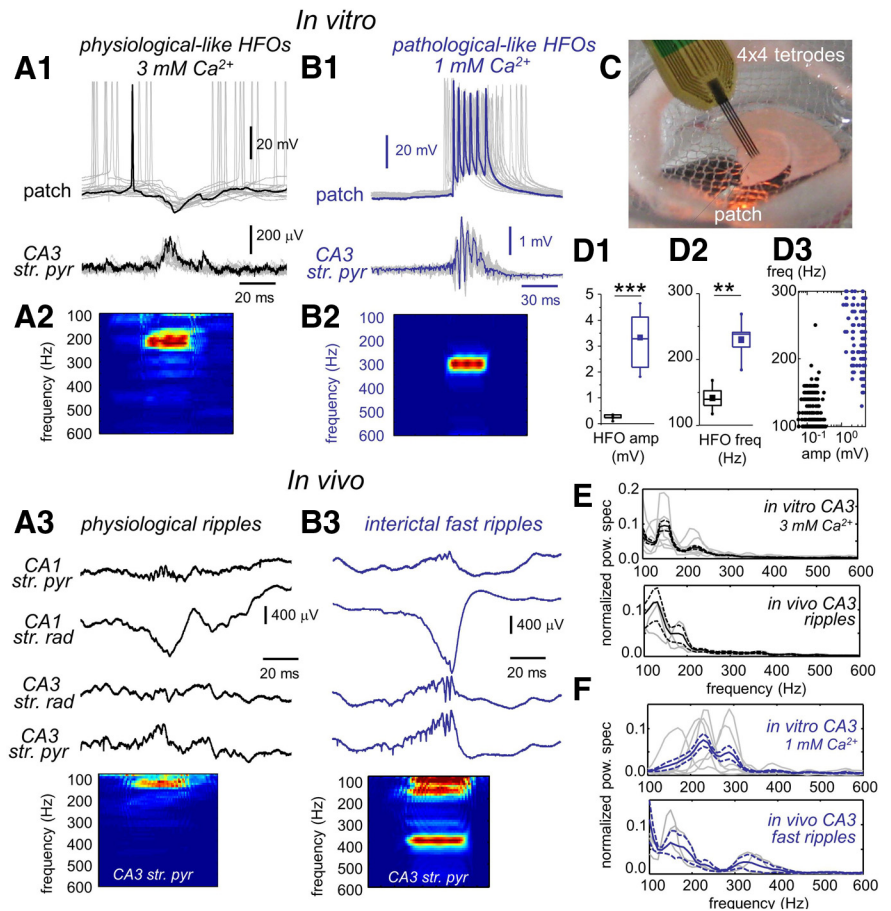 In vitro
A1
physiological-like HFOs
3 mM Ca2+
20 mV
patch
200 μV
CA3
str. pyr
20 ms
B1
pathological-like HFOs
1 mM Ca2+
20 mV
patch
1 mV
CA3
str. pyr
30 ms
C
4x4 tetrodes
patch
A2
frequency (Hz)
100
200
300
400
500
600
B2
frequency (Hz)
100
200
300
400
500
600
D1
***
5
4
3
2
1
0
HFO amp
(mV)
D2
**
300
200
100
HFO freq
(Hz)
D3
freq (Hz)
300
200
100
10-1
100
amp (mV)
In vivo
A3
physiological ripples
CA1
str. pyr
CA1
str. rad
400 μV
20 ms
CA3
str. rad
CA3
str. pyr
frequency (Hz)
100
200
300
400
500
600
CA3 str. pyr
B3
interictal fast ripples
400 μV
20 ms
frequency (Hz)
100
200
300
400
500
600
CA3 str. pyr
E
normalized pow. spec
0.2
0.1
0.0
in vitro CA3
3 mM Ca2+
100 200 300 400 500 600
0.1
0.0
in vivo CA3
ripples
100 200 300 400 500 600
frequency (Hz)
F
normalized pow. spec
0.1
0.0
in vitro CA3
1 mM Ca2+
0.1
0.0
in vivo CA3
fast ripples
100 200 300 400 500 600
frequency (Hz)